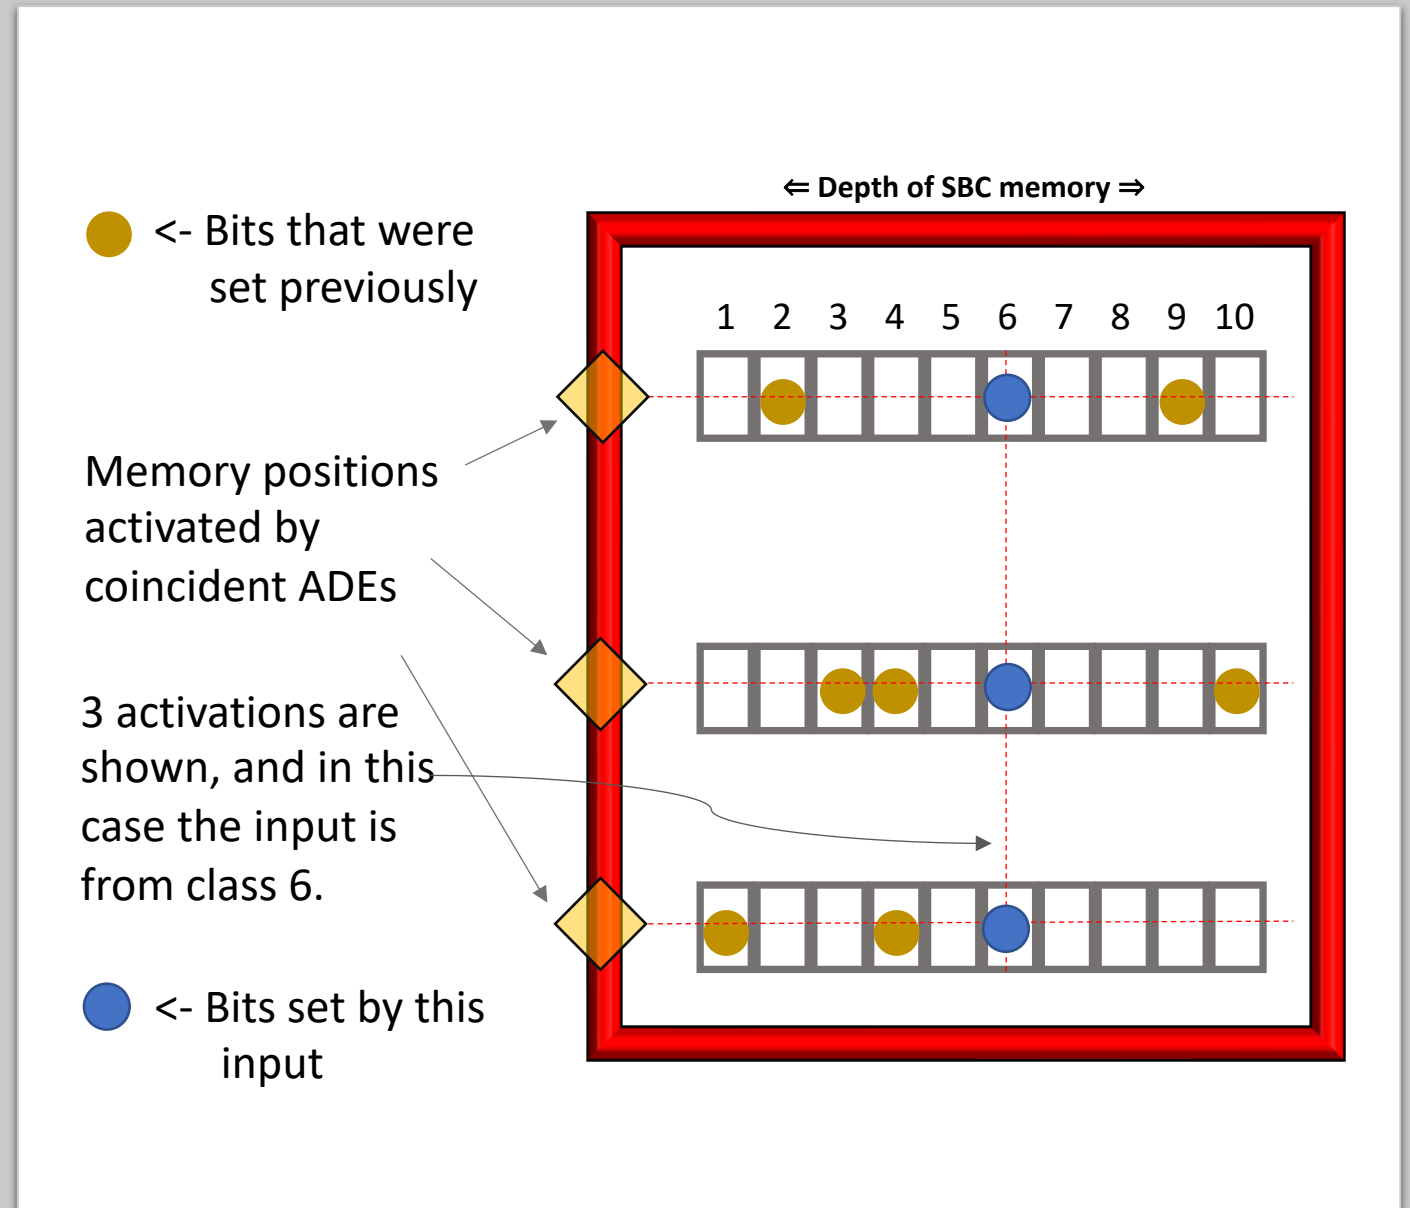 ⇐ Depth of SBC memory ⇒
<- Bits that were
set previously
1 2 3 4 5 6 7 8 9 10
Memory positions
activated by
coincident ADEs
3 activations are
shown, and in this
case the input is
from class 6.
<- Bits set by this
input